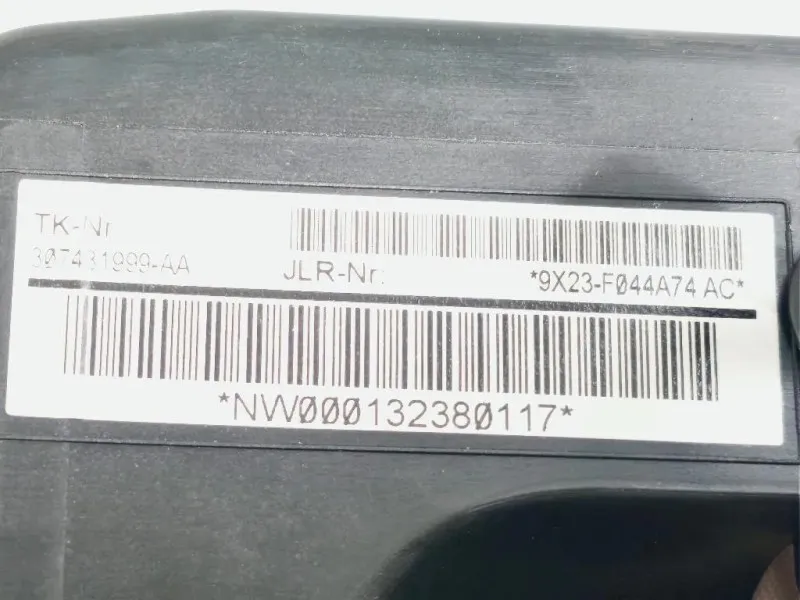 TK-Nr
307431999-AA
JLR-Nr.
*9X23-F044A74 AC*
*NW000132380117*